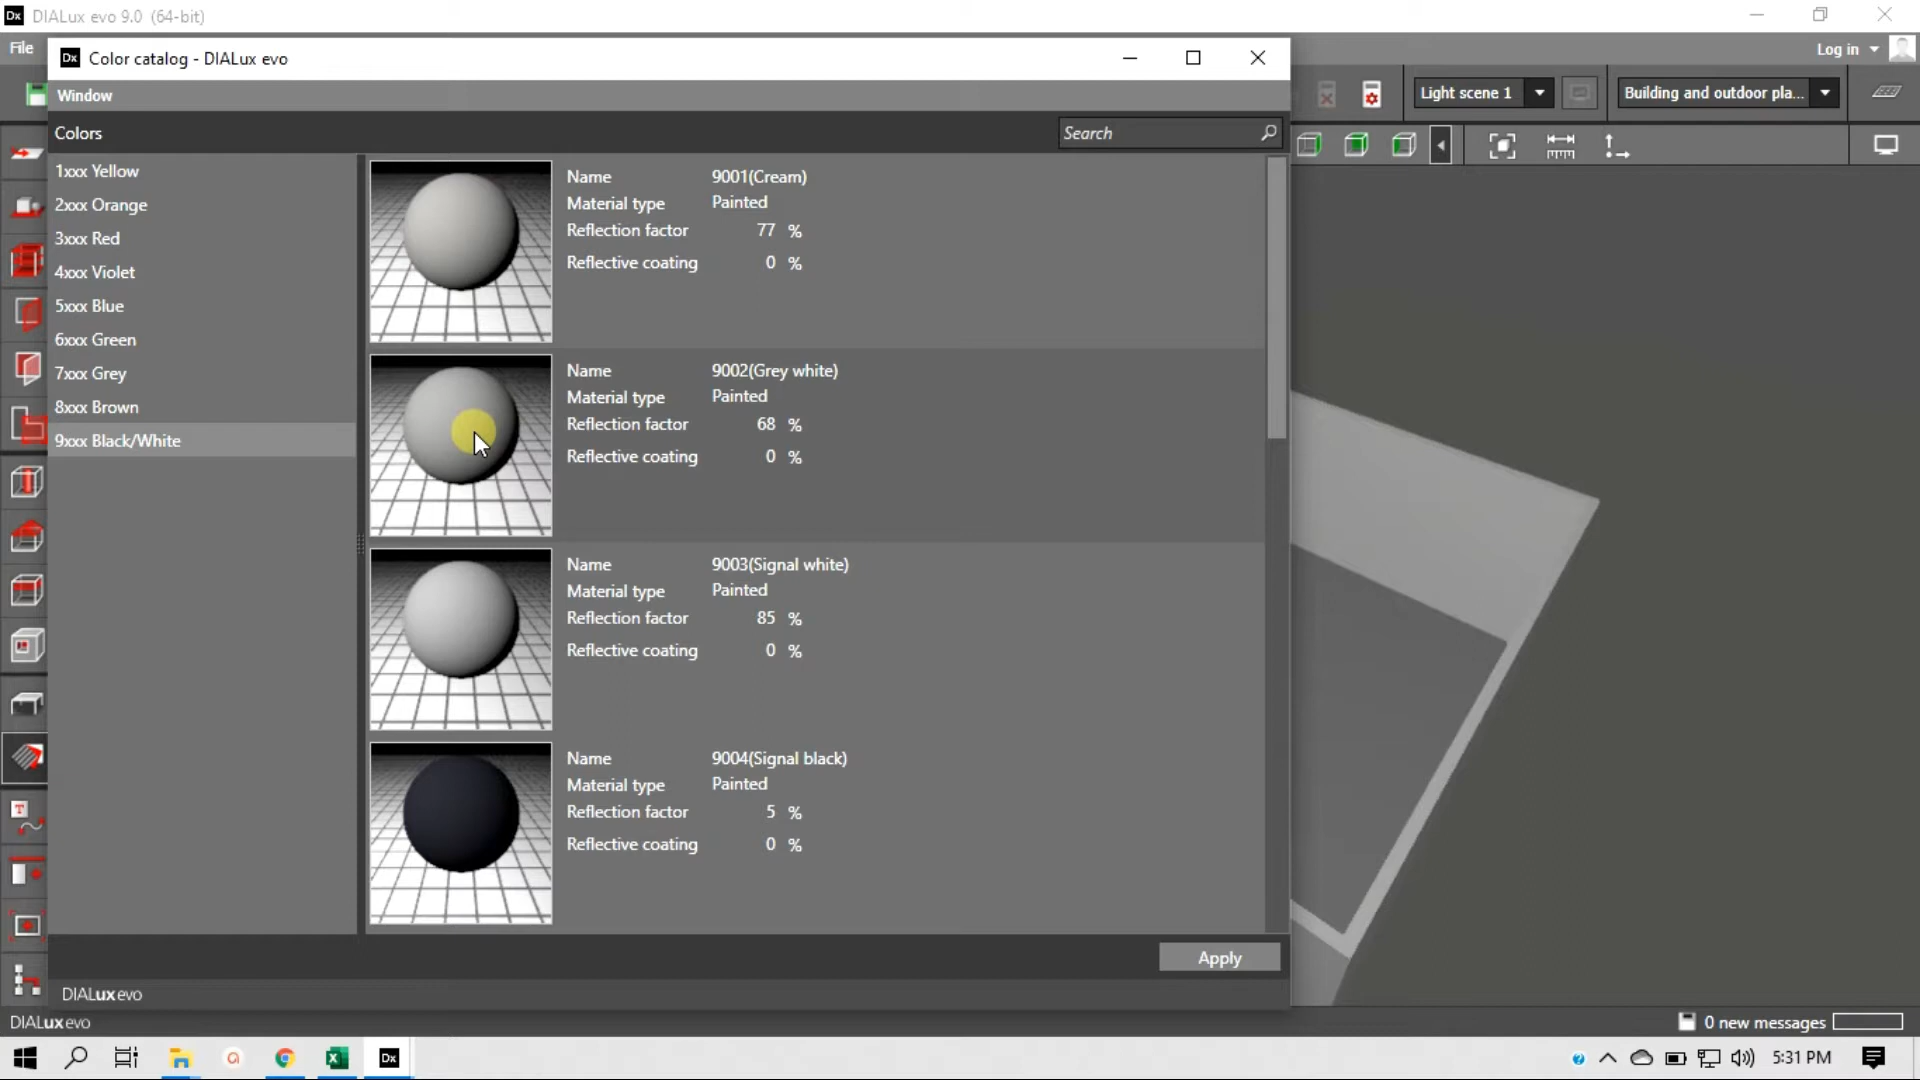 DIALux evo 9.0 (64-bit)
File
Log in
Color catalog - DIALux evo
Window
Light scene 1
Building and outdoor pla...
Colors
Search
1xxx Yellow
2xxx Orange
3xxx Red
4xxx Violet
5xxx Blue
6xxx Green
7xxx Grey
8xxx Brown
9xxx Black/White
Name 9001(Cream)
Material type Painted
Reflection factor 77 %
Reflective coating 0 %
Name 9002(Grey white)
Material type Painted
Reflection factor 68 %
Reflective coating 0 %
Name 9003(Signal white)
Material type Painted
Reflection factor 85 %
Reflective coating 0 %
Name 9004(Signal black)
Material type Painted
Reflection factor 5 %
Reflective coating 0 %
Apply
DIALux evo
DIALux evo
0 new messages
5:31 PM